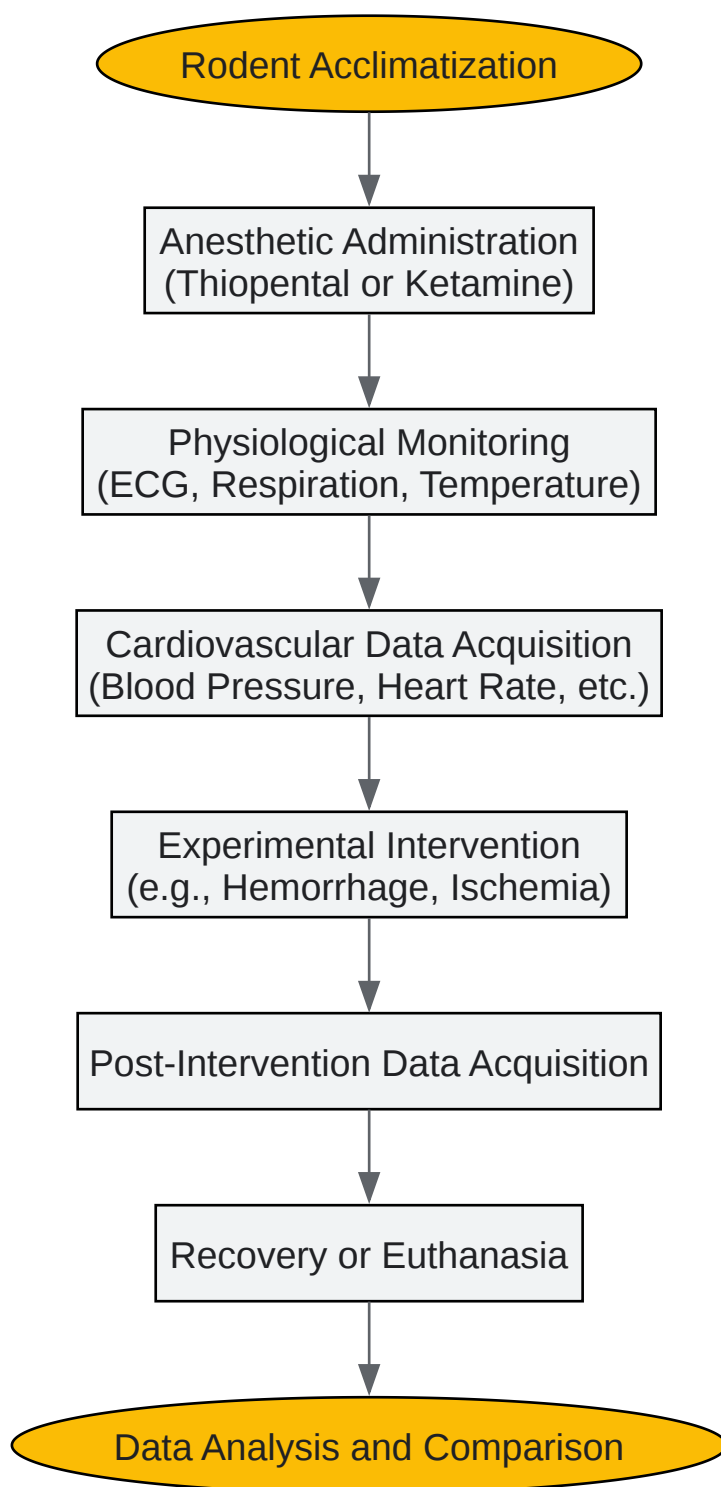 Rodent Acclimatization
Anesthetic Administration
(Thiopental or Ketamine)
Physiological Monitoring
(ECG, Respiration, Temperature)
Cardiovascular Data Acquisition
(Blood Pressure, Heart Rate, etc.)
Experimental Intervention
(e.g., Hemorrhage, Ischemia)
Post-Intervention Data Acquisition
Recovery or Euthanasia
Data Analysis and Comparison